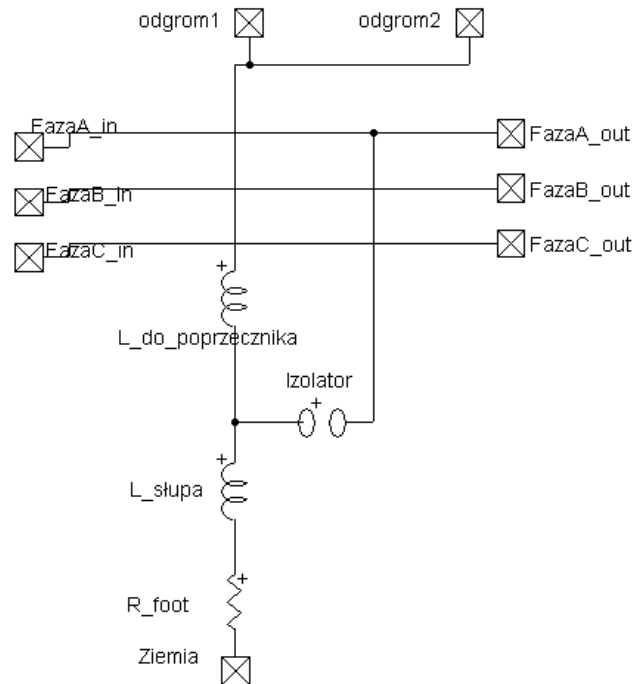 odgrom1
odgrom2
FazaA_in
FazaA_out
FazaB_in
FazaB_out
FazaC_in
FazaC_out
+
L_do_poprzecznika
Izolator
+
+
L_słupa
+
R_foot
Ziemia